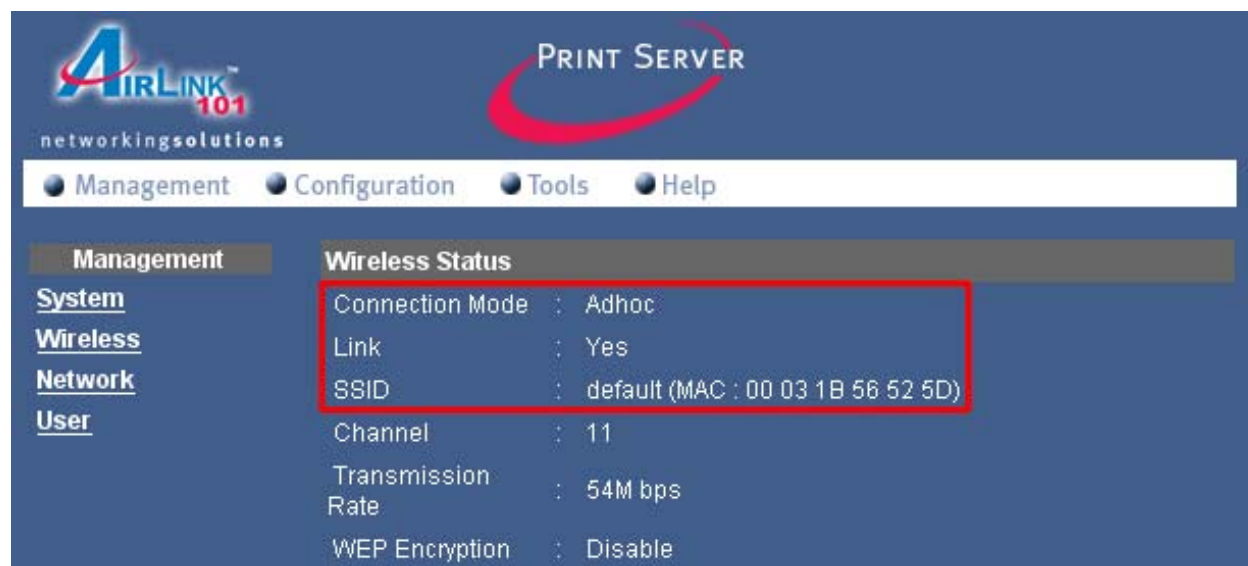 AIRLINK™
101
networkingsolutions
PRINT SERVER
Management Configuration Tools Help
Management
System
Wireless
Network
User
Wireless Status
Connection Mode : Adhoc
Link : Yes
SSID : default (MAC : 00 03 1B 56 52 5D)
Channel : 11
Transmission
Rate : 54M bps
WEP Encryption : Disable